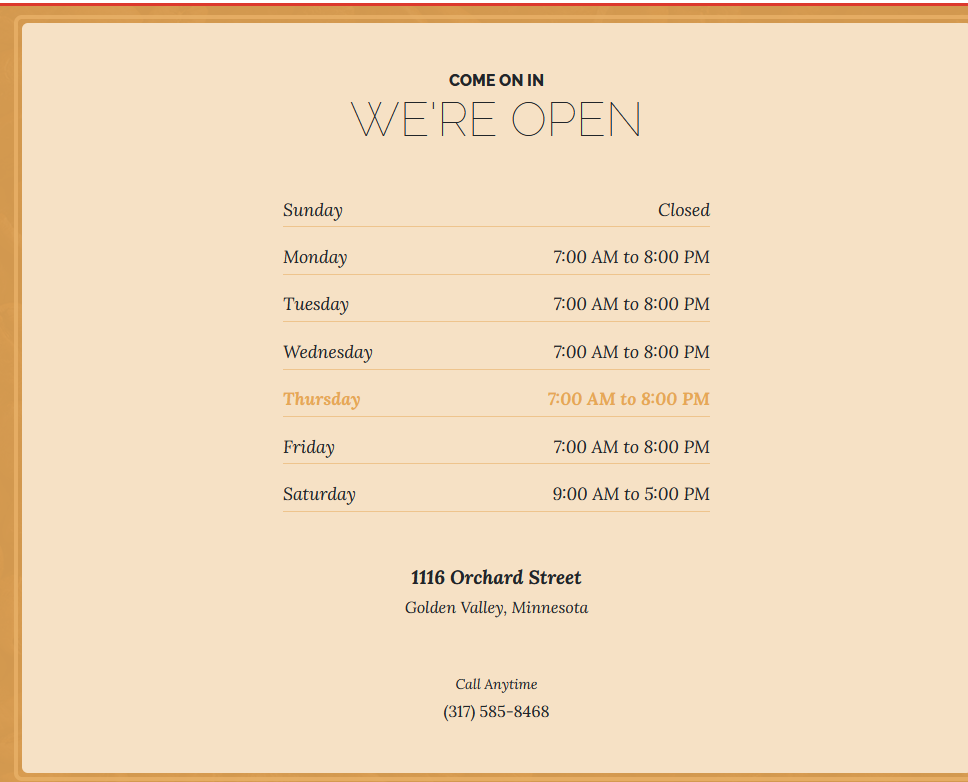 COME ON IN
WE'RE OPEN
Sunday Closed
Monday 7:00 AM to 8:00 PM
Tuesday 7:00 AM to 8:00 PM
Wednesday 7:00 AM to 8:00 PM
Thursday 7:00 AM to 8:00 PM
Friday 7:00 AM to 8:00 PM
Saturday 9:00 AM to 5:00 PM
1116 Orchard Street
Golden Valley, Minnesota
Call Anytime
(317) 585-8468